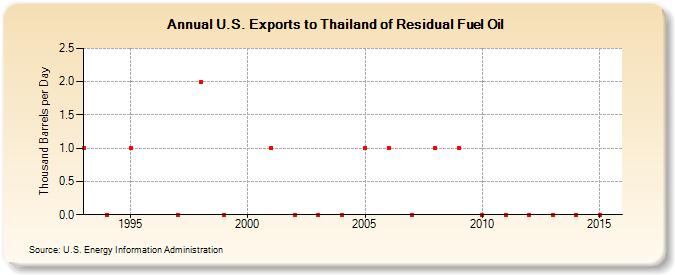 Annual U.S. Exports to Thailand of Residual Fuel Oil
Thousand Barrels per Day
2.5
2.0
1.5
1.0
0.5
0.0
1995 2000 2005 2010 2015
Source: U.S. Energy Information Administration